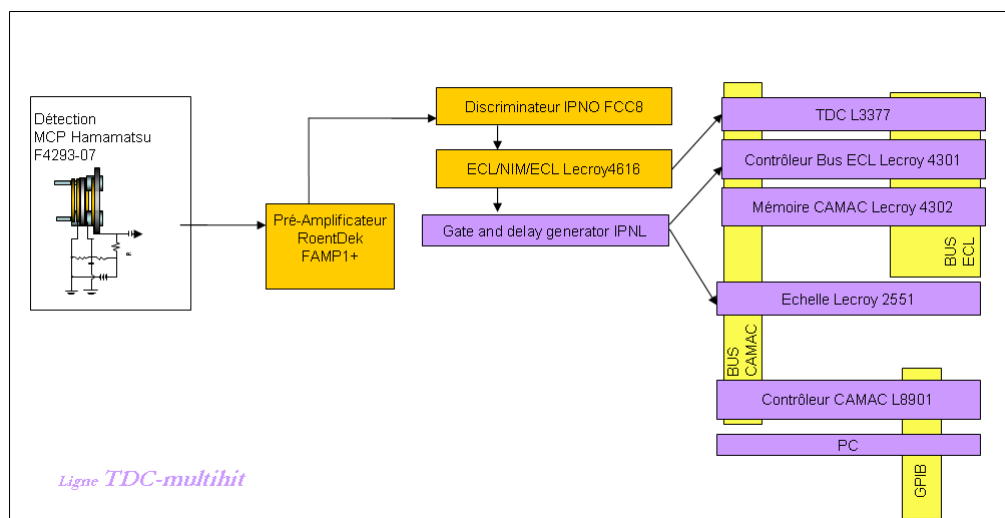 Détection
MCP Hamamatsu
F4293-07
Pré-Amplificateur
RoentDek
FAMP1+
Discriminateur IPNO FCC8
ECL/NIM/ECL Lecroy4616
Gate and delay generator IPNL
TDC L3377
Contrôleur Bus ECL Lecroy 4301
Mémoire CAMAC Lecroy 4302
BUS
ECL
Echelle Lecroy 2551
BUS
CAMAC
Contrôleur CAMAC L8901
PC
GPIB
Ligne TDC-multihit